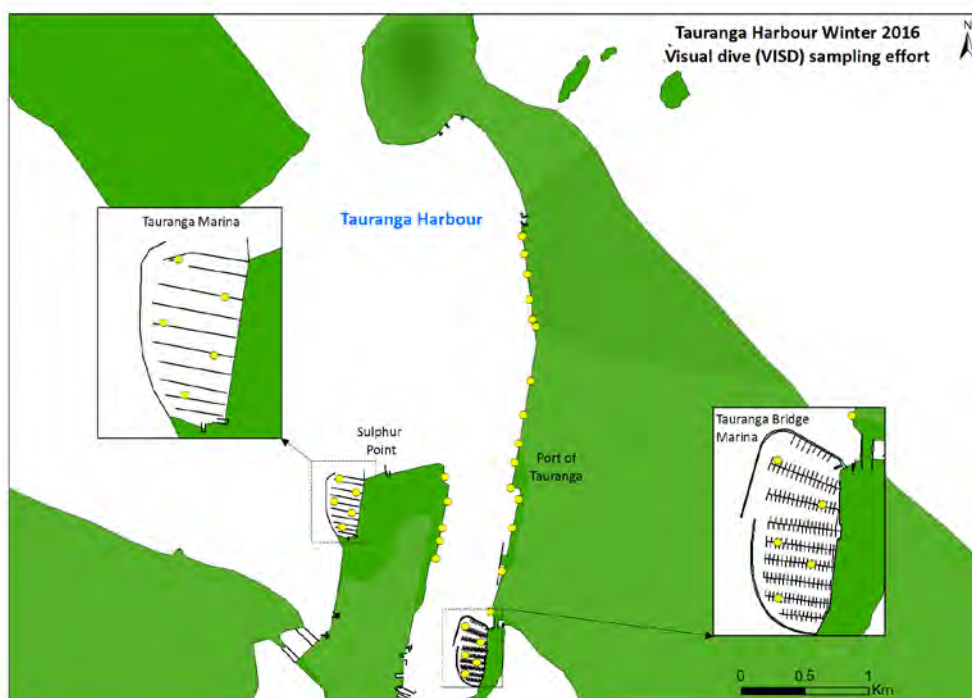 Tauranga Harbour Winter 2016
Visual dive (VISD) sampling effort
N
Tauranga Marina
Tauranga Harbour
Sulphur
Point
Port of
Tauranga
Tauranga Bridge
Marina
0 0.5 1
Km